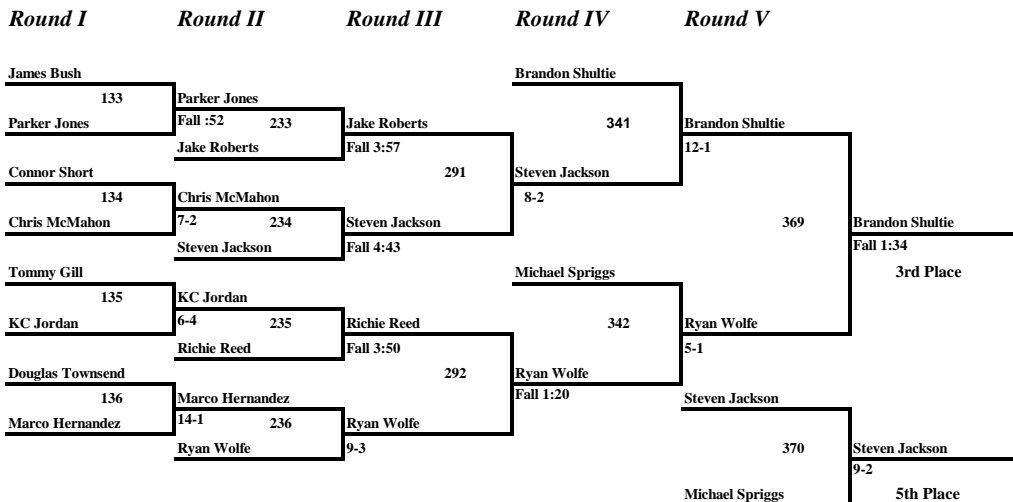 Round I Round II Round III Round IV Round V
James Bush Brandon Shultie
133 Parker Jones
Parker Jones Fall :52 233 Jake Roberts 341 Brandon Shultie
Jake Roberts Fall 3:57 12-1
Connor Short 291 Steven Jackson
134 Chris McMahon 8-2
Chris McMahon 7-2 234 Steven Jackson 369 Brandon Shultie
Steven Jackson Fall 4:43 Fall 1:34
Tommy Gill Michael Spriggs 3rd Place
135 KC Jordan
KC Jordan 6-4 235 Richie Reed 342 Ryan Wolfe
Richie Reed Fall 3:50 5-1
Douglas Townsend 292 Ryan Wolfe
136 Marco Hernandez Fall 1:20 Steven Jackson
Marco Hernandez 14-1 236 Ryan Wolfe
Ryan Wolfe 9-3 370 Steven Jackson
9-2
Michael Spriggs 5th Place